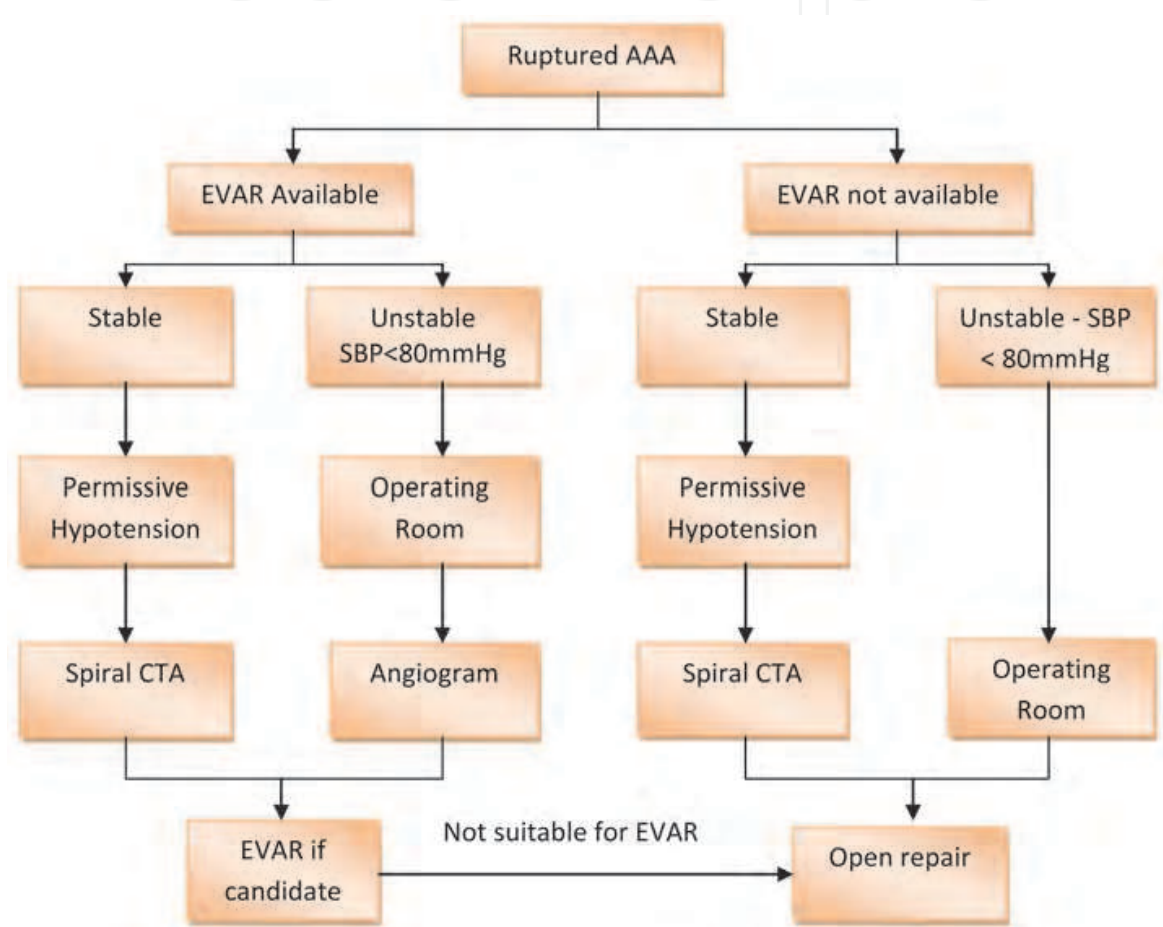 Ruptured AAA
EVAR Available
EVAR not available
Stable
Unstable
SBP<80mmHg
Stable
Unstable - SBP
< 80mmHg
Permissive
Hypotension
Operating
Room
Permissive
Hypotension
Spiral CTA
Angiogram
Spiral CTA
Operating
Room
EVAR if
candidate
Not suitable for EVAR
Open repair